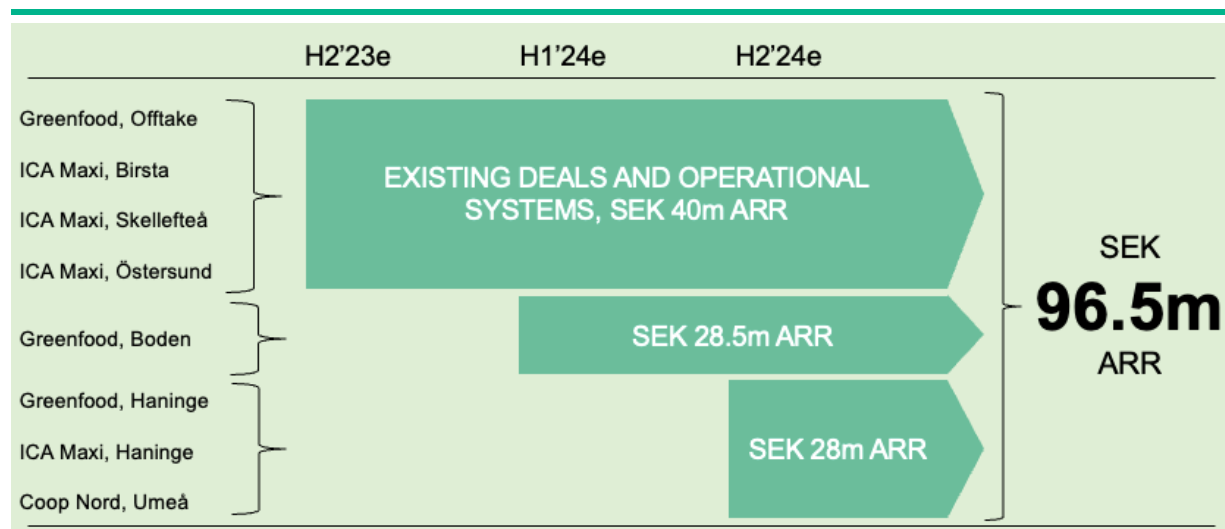 H2’23e H1’24e H2’24e
Greenfood, Offtake
ICA Maxi, Birsta
ICA Maxi, Skellefteå
ICA Maxi, Östersund
EXISTING DEALS AND OPERATIONAL
SYSTEMS, SEK 40m ARR
Greenfood, Boden
SEK 28.5m ARR
Greenfood, Haninge
ICA Maxi, Haninge
Coop Nord, Umeå
SEK 28m ARR
SEK
96.5m
ARR